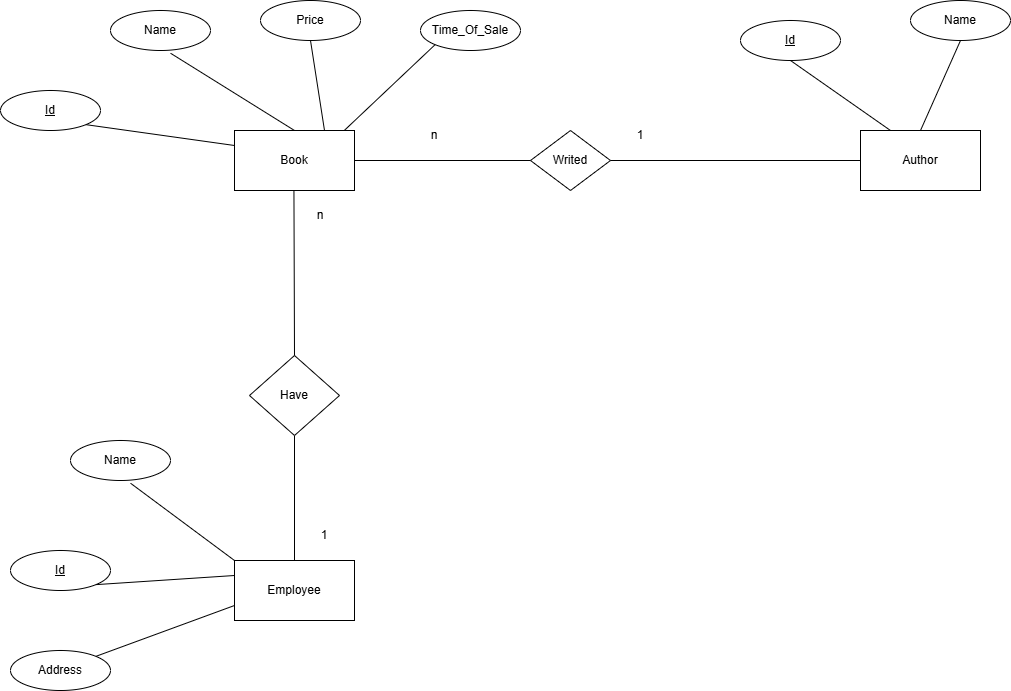 Name
Price
Time_Of_Sale
Id
Name
Id
Book
n
Writed
1
Author
n
Have
Name
1
Id
Employee
Address